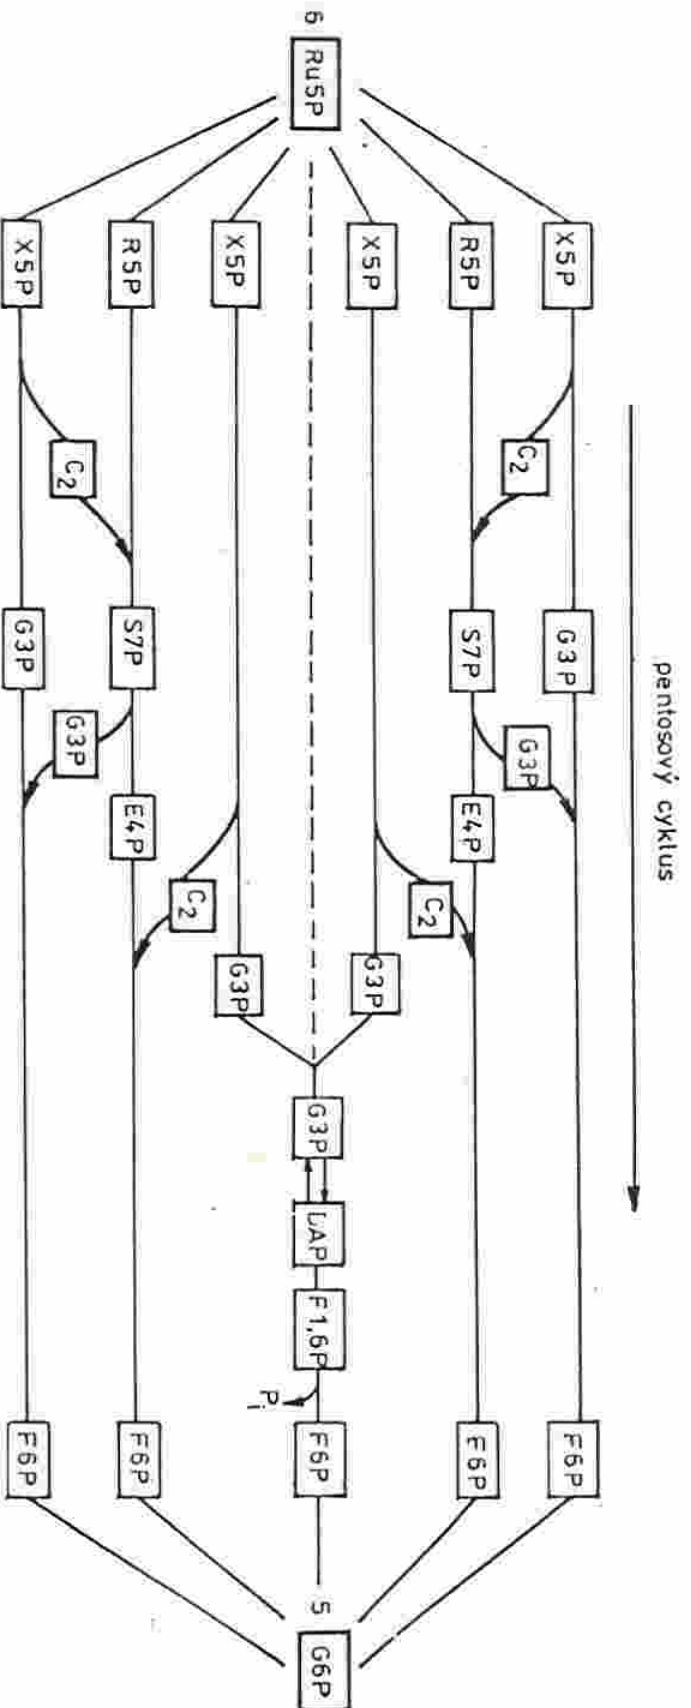 pentosový cyklus
X5P G3P F6P
C2 G3P
R5P S7P E4P F6P
C2
X5P G3P
6 Ru5P G3P DAP F1,6P F6P 5 G6P
Pi
X5P G3P
C2
R5P S7P E4P F6P
C2 G3P
X5P G3P F6P